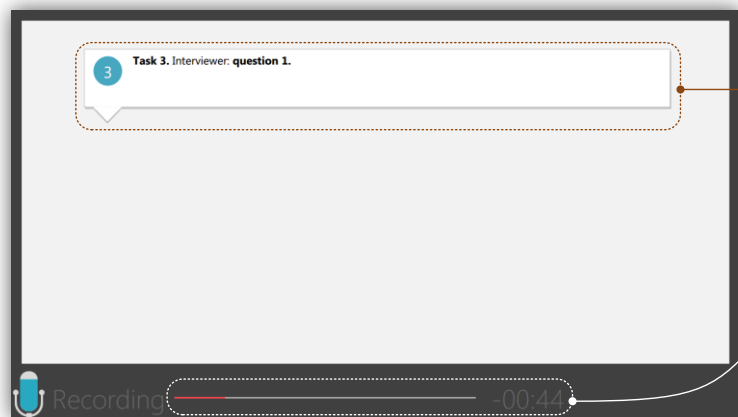 3
Task 3. Interviewer: question 1.
Recording
-00:44